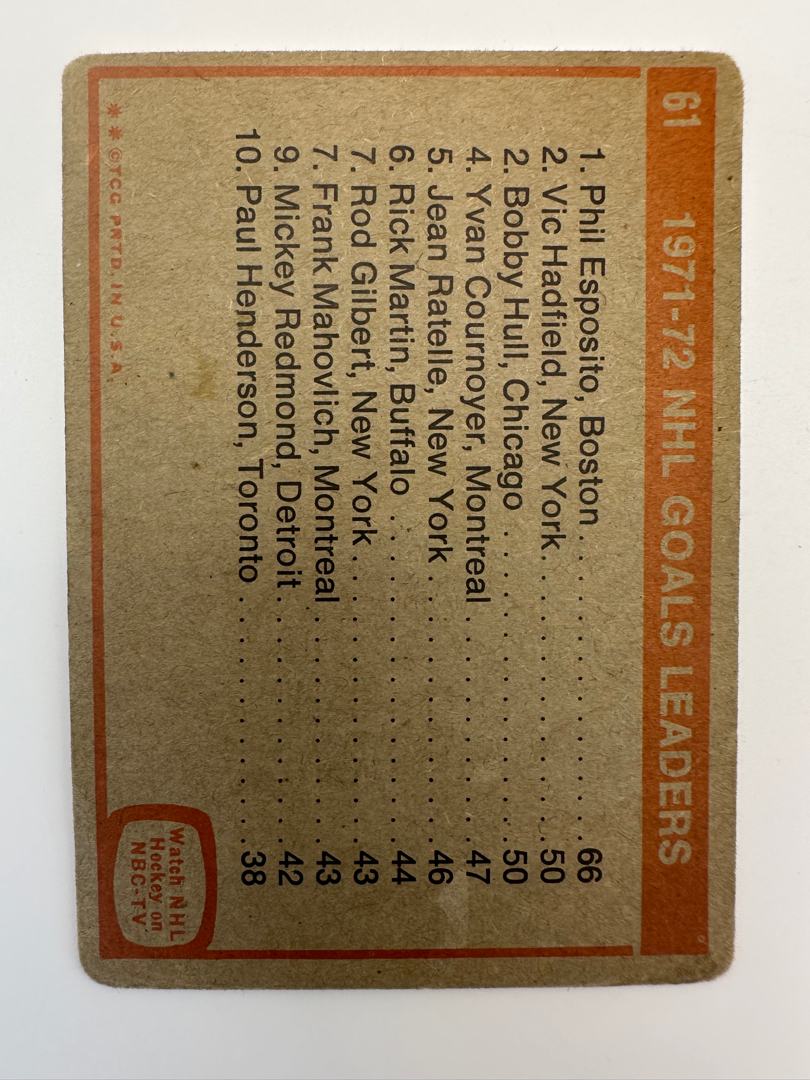 61 1971-72 NHL GOALS LEADERS
1. Phil Esposito, Boston . . . . . . . . . . . . . . . . 66
2. Vic Hadfield, New York . . . . . . . . . . . . . . . 50
2. Bobby Hull, Chicago . . . . . . . . . . . . . . . . . 50
4. Yvan Cournoyer, Montreal . . . . . . . . . . . . 47
5. Jean Ratelle, New York . . . . . . . . . . . . . . . 46
6. Rick Martin, Buffalo . . . . . . . . . . . . . . . . . . 44
7. Rod Gilbert, New York . . . . . . . . . . . . . . . . 43
7. Frank Mahovlich, Montreal . . . . . . . . . . . . 43
9. Mickey Redmond, Detroit . . . . . . . . . . . . . 42
10. Paul Henderson, Toronto . . . . . . . . . . . . . 38
Watch NHL
Hockey on
NBC-TV
* * ©TCG PRTD. IN U.S.A.